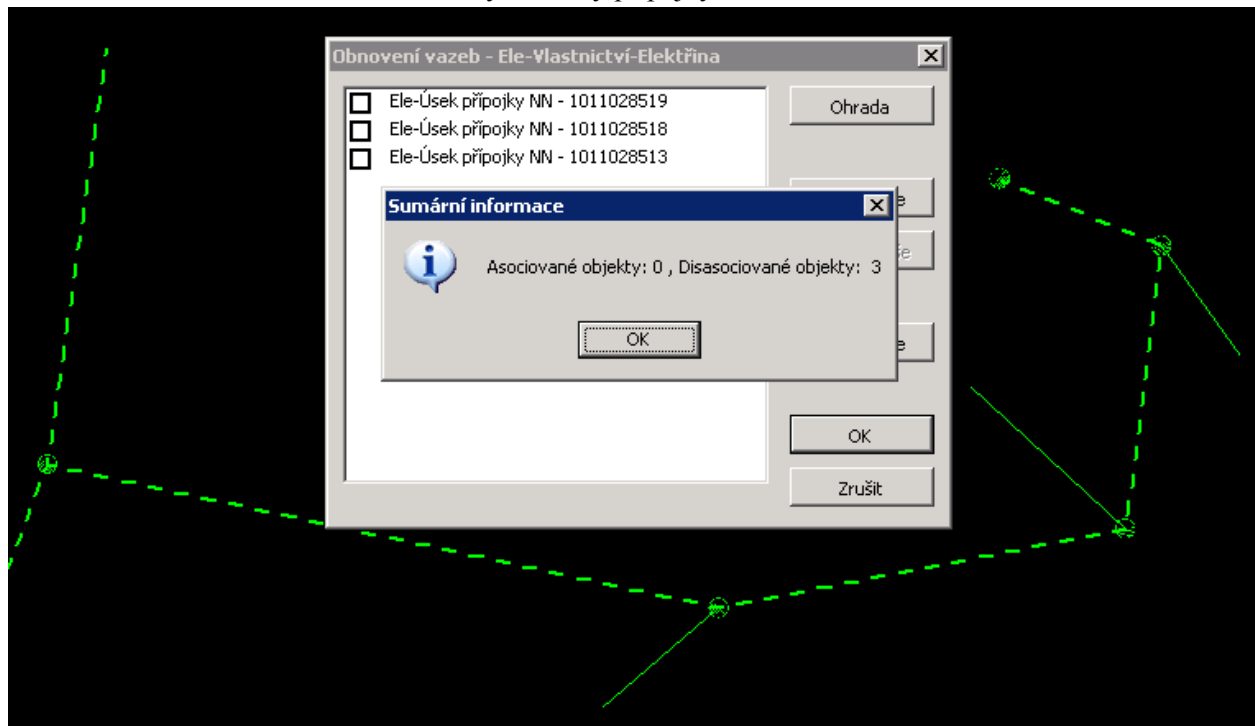 Obnovení vazeb - Ele-Vlastnictví-Elektřina
Ele-Úsek přípojky NN - 1011028519
Ele-Úsek přípojky NN - 1011028518
Ele-Úsek přípojky NN - 1011028513
Ohrada
Sumární informace
Asociované objekty: 0 , Disasociované objekty: 3
OK
OK
Zrušit